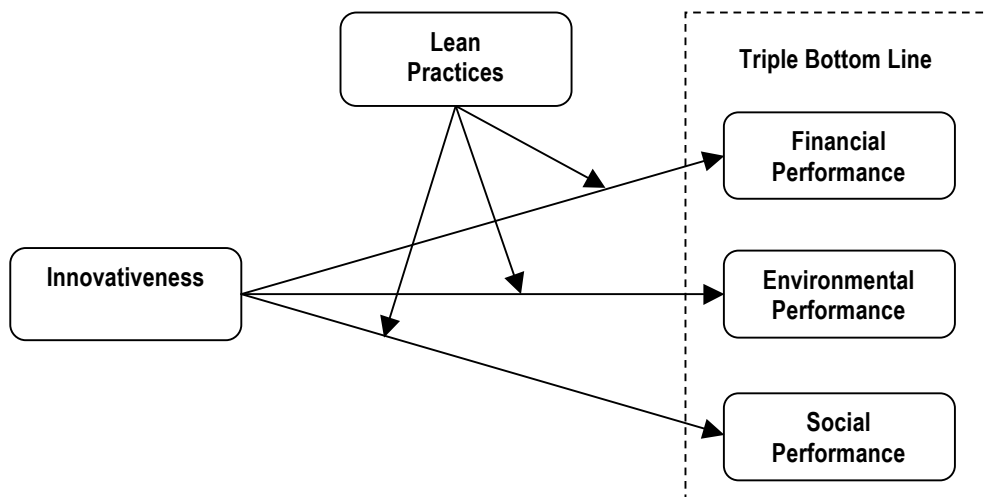 Lean
Practices
Triple Bottom Line
Financial
Performance
Innovativeness
Environmental
Performance
Social
Performance